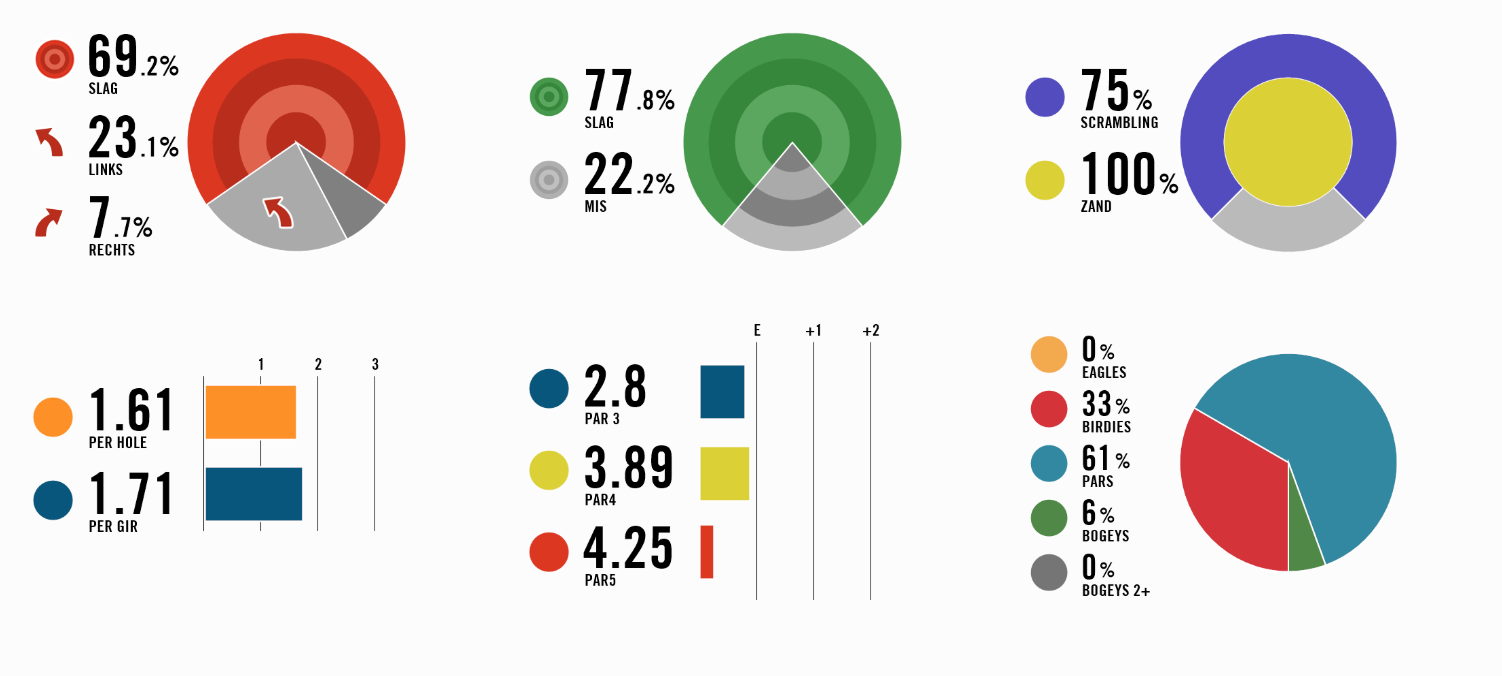 69.2%
SLAG
23.1%
LINKS
7.7%
RECHTS
77.8%
SLAG
22.2%
MIS
75%
SCRAMBLING
100%
ZAND
1 2 3
1.61
PER HOLE
1.71
PER GIR
E +1 +2
2.8
PAR 3
3.89
PAR4
4.25
PAR5
0%
EAGLES
33%
BIRDIES
61%
PARS
6%
BOGEYS
0%
BOGEYS 2+